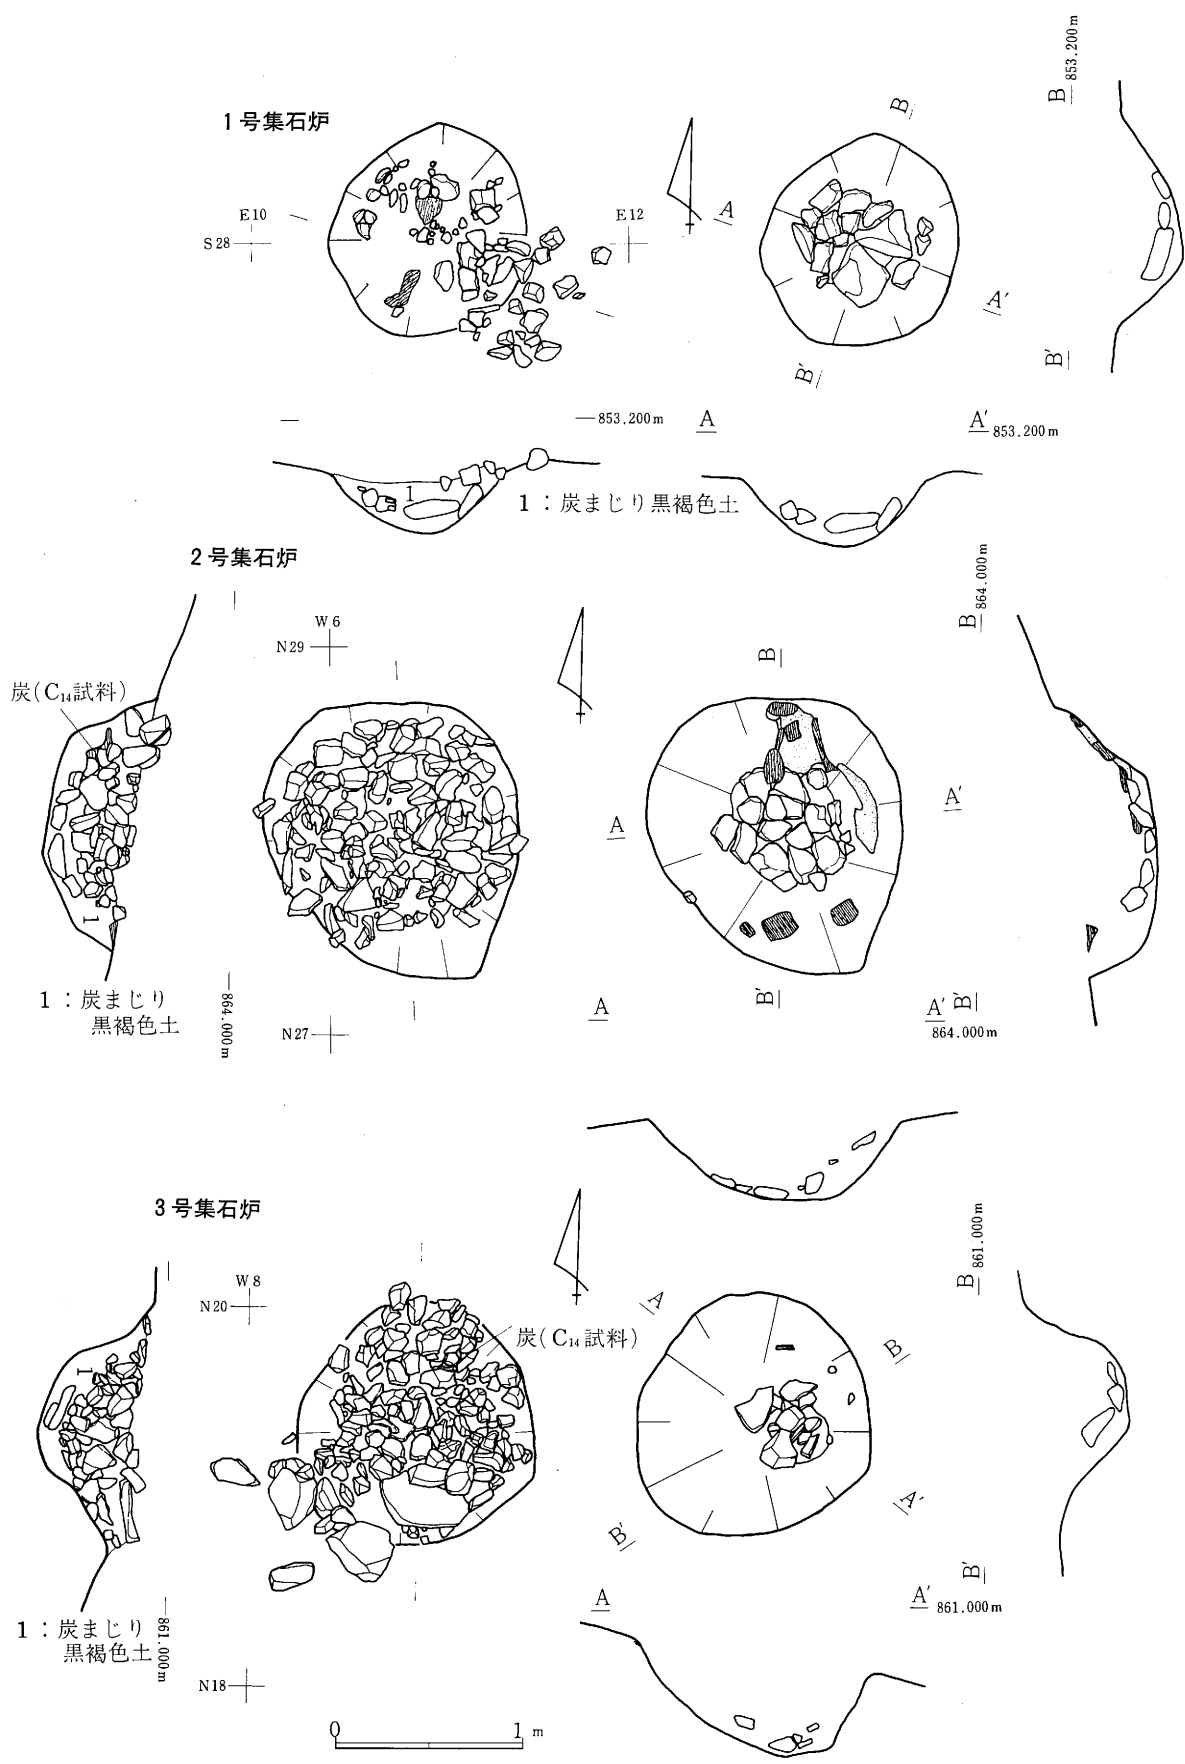 1号集石炉
E10
S28
E12
A
A'
B
B'
B
853.200m
B'
853.200m
A
A'
853.200m
1
1：炭まじり黒褐色土
2号集石炉
W6
N29
炭(C₁₄試料)
1
1：炭まじり
黒褐色土
864.000m
N27
A
A'
B
B'
B
864.000m
B'
A
A'
864.000m
3号集石炉
W8
N20
炭(C₁₄試料)
1
1：炭まじり
黒褐色土
861.000m
N18
A
A'
B
B'
B
861.000m
B'
A
A'
861.000m
0 1 m